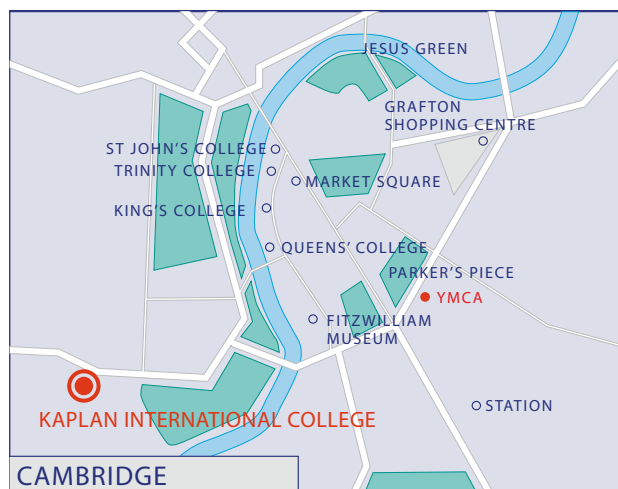 JESUS GREEN
GRAFTON
SHOPPING CENTRE
ST JOHN'S COLLEGE
TRINITY COLLEGE
MARKET SQUARE
KING'S COLLEGE
QUEENS' COLLEGE
PARKER'S PIECE
YMCA
FITZWILLIAM
MUSEUM
STATION
KAPLAN INTERNATIONAL COLLEGE
CAMBRIDGE